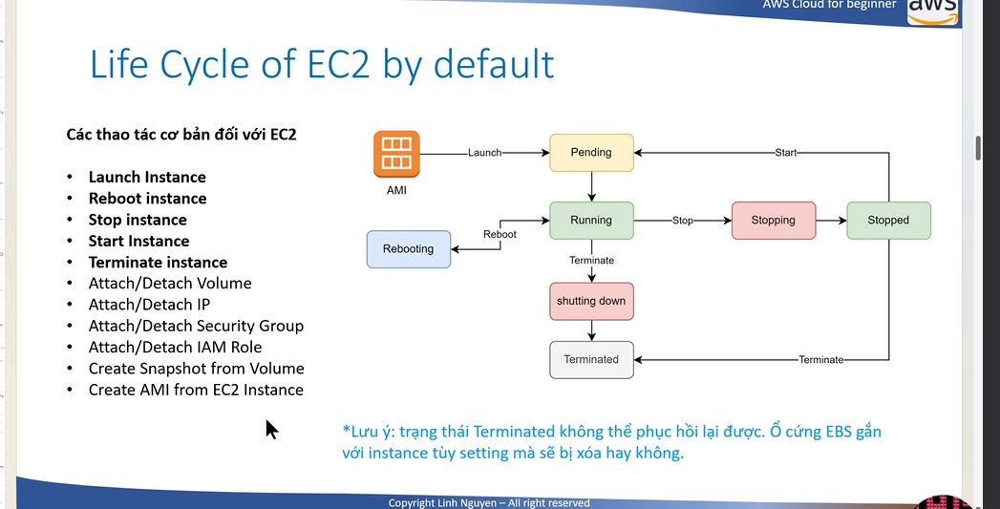 AWS Cloud for beginner
aws
Life Cycle of EC2 by default
Các thao tác cơ bản đối với EC2
• Launch Instance
• Reboot instance
• Stop instance
• Start Instance
• Terminate instance
• Attach/Detach Volume
• Attach/Detach IP
• Attach/Detach Security Group
• Attach/Detach IAM Role
• Create Snapshot from Volume
• Create AMI from EC2 Instance
AMI
Launch
Pending
Start
Rebooting
Reboot
Running
Stop
Stopping
Stopped
Terminate
shutting down
Terminated
Terminate
*Lưu ý: trạng thái Terminated không thể phục hồi lại được. Ổ cứng EBS gắn
với instance tùy setting mà sẽ bị xóa hay không.
Copyright Linh Nguyen – All right reserved